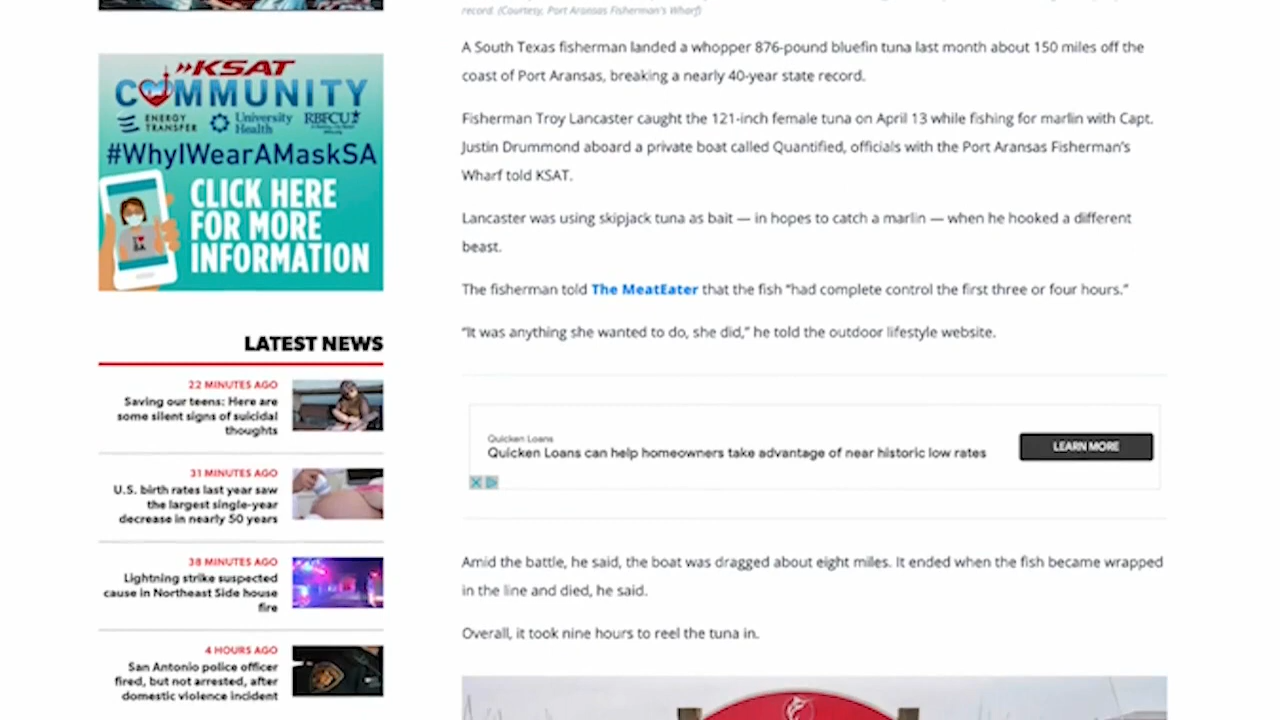 record. (Courtesy, Port Aransas Fisherman's Wharf)
A South Texas fisherman landed a whopper 876-pound bluefin tuna last month about 150 miles off the
coast of Port Aransas, breaking a nearly 40-year state record.
Fisherman Troy Lancaster caught the 121-inch female tuna on April 13 while fishing for marlin with Capt.
Justin Drummond aboard a private boat called Quantified, officials with the Port Aransas Fisherman's
Wharf told KSAT.
Lancaster was using skipjack tuna as bait — in hopes to catch a marlin — when he hooked a different
beast.
The fisherman told The MeatEater that the fish “had complete control the first three or four hours.”
“It was anything she wanted to do, she did,” he told the outdoor lifestyle website.
Quicken Loans
Quicken Loans can help homeowners take advantage of near historic low rates
LEARN MORE
Amid the battle, he said, the boat was dragged about eight miles. It ended when the fish became wrapped
in the line and died, he said.
Overall, it took nine hours to reel the tuna in.
KSAT
COMMUNITY
ENERGY
TRANSFER
University
Health
RBFCU
#WhyIWearAMaskSA
CLICK HERE
FOR MORE
INFORMATION
LATEST NEWS
22 MINUTES AGO
Saving our teens: Here are
some silent signs of suicidal
thoughts
31 MINUTES AGO
U.S. birth rates last year saw
the largest single-year
decrease in nearly 50 years
38 MINUTES AGO
Lightning strike suspected
cause in Northeast Side house
fire
4 HOURS AGO
San Antonio police officer
fired, but not arrested, after
domestic violence incident